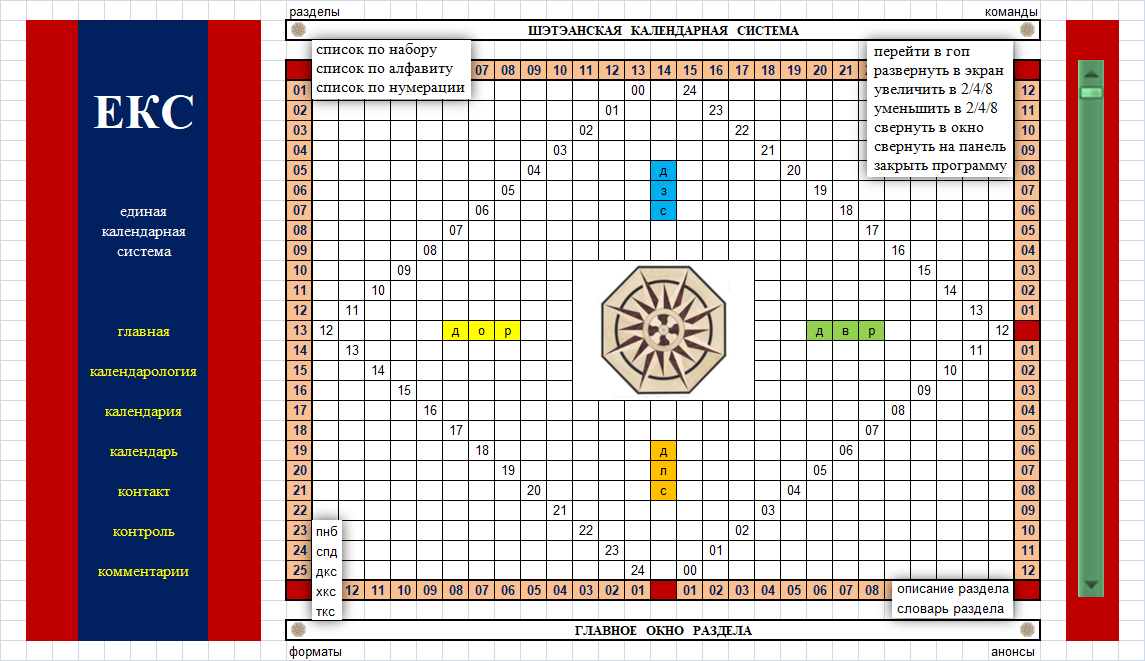 разделы
команды
ШЭТЭАНСКАЯ КАЛЕНДАРНАЯ СИСТЕМА
ЕКС
единая
календарная
система
главная
календарология
календария
календарь
контакт
контроль
комментарии
список по набору
список по алфавиту
список по нумерации
перейти в гоп
развернуть в экран
увеличить в 2/4/8
уменьшить в 2/4/8
свернуть в окно
свернуть на панель
закрыть программу
07 08 09 10 11 12 13 14 15 16 17 18 19 20 21
01 00 24 12
02 01 23 11
03 02 22 10
04 03 21 09
05 04 д 20 08
06 05 з 19 07
07 06 с 18 06
08 07 17 05
09 08 16 04
10 09 15 03
11 10 14 02
12 11 13 01
13 12 д о р д в р 12
14 13 11 01
15 14 10 02
16 15 09 03
17 16 08 04
18 17 07 05
19 18 д 06 06
20 19 л 05 07
21 20 с 04 08
22 21 03 09
23 22 02 10
24 23 01 11
25 24 00 12
12 11 10 09 08 07 06 05 04 03 02 01 01 02 03 04 05 06 07 08
пнб
спд
дкс
хкс
ткс
описание раздела
словарь раздела
ГЛАВНОЕ ОКНО РАЗДЕЛА
форматы
анонсы